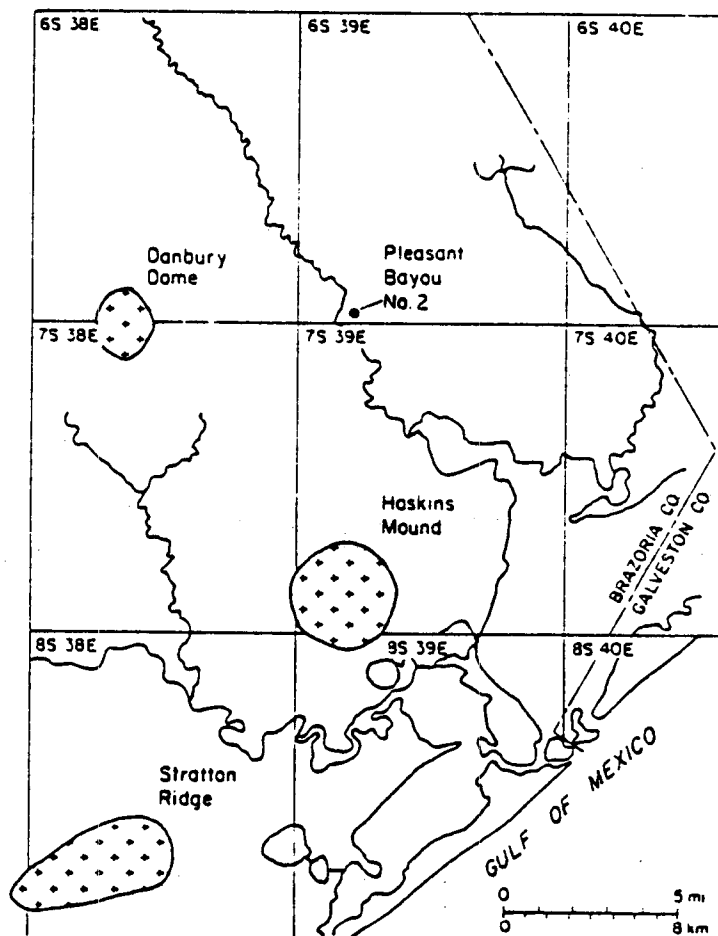 6S 38E
6S 39E
6S 40E
Danbury
Dome
Pleasant
Bayou
No. 2
7S 38E
7S 39E
7S 40E
Hoskins
Mound
BRAZORIA CO
GALVESTON CO
8S 38E
8S 39E
8S 40E
Stratton
Ridge
GULF OF MEXICO
0 5 mi
0 8 km